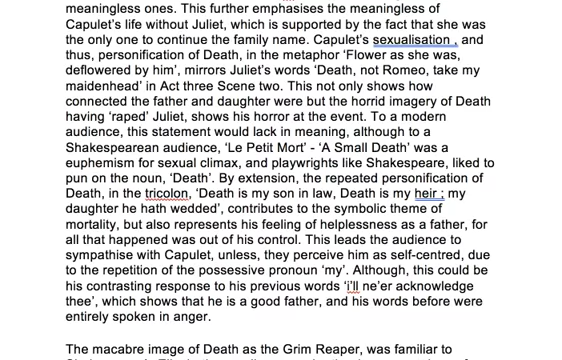 meaningless ones. This further emphasises the meaningless of
Capulet's life without Juliet, which is supported by the fact that she was
the only one to continue the family name. Capulet's sexualisation , and
thus, personification of Death, in the metaphor 'Flower as she was,
deflowered by him', mirrors Juliet's words 'Death, not Romeo, take my
maidenhead' in Act three Scene two. This not only shows how
connected the father and daughter were but the horrid imagery of Death
having 'raped' Juliet, shows his horror at the event. To a modern
audience, this statement would lack in meaning, although to a
Shakespearean audience, 'Le Petit Mort' - 'A Small Death' was a
euphemism for sexual climax, and playwrights like Shakespeare, liked to
pun on the noun, 'Death'. By extension, the repeated personification of
Death, in the tricolon, 'Death is my son in law, Death is my heir ; my
daughter he hath wedded', contributes to the symbolic theme of
mortality, but also represents his feeling of helplessness as a father, for
all that happened was out of his control. This leads the audience to
sympathise with Capulet, unless, they perceive him as self-centred, due
to the repetition of the possessive pronoun 'my'. Although, this could be
his contrasting response to his previous words 'i'll ne'er acknowledge
thee', which shows that he is a good father, and his words before were
entirely spoken in anger.
The macabre image of Death as the Grim Reaper, was familiar to